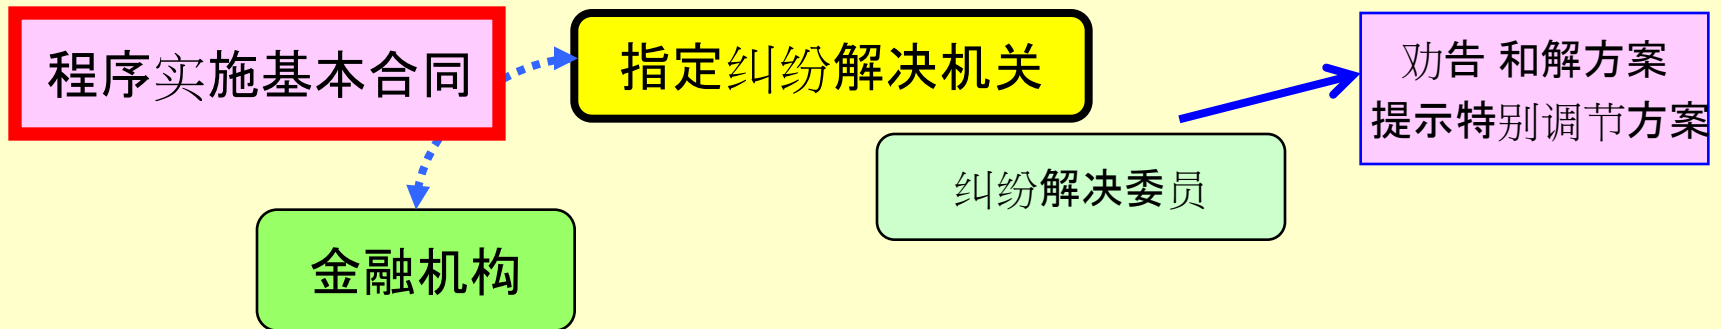 程序实施基本合同
指定纠纷解决机关
劝告 和解方案
提示特别调节方案
纠纷解决委员
金融机构